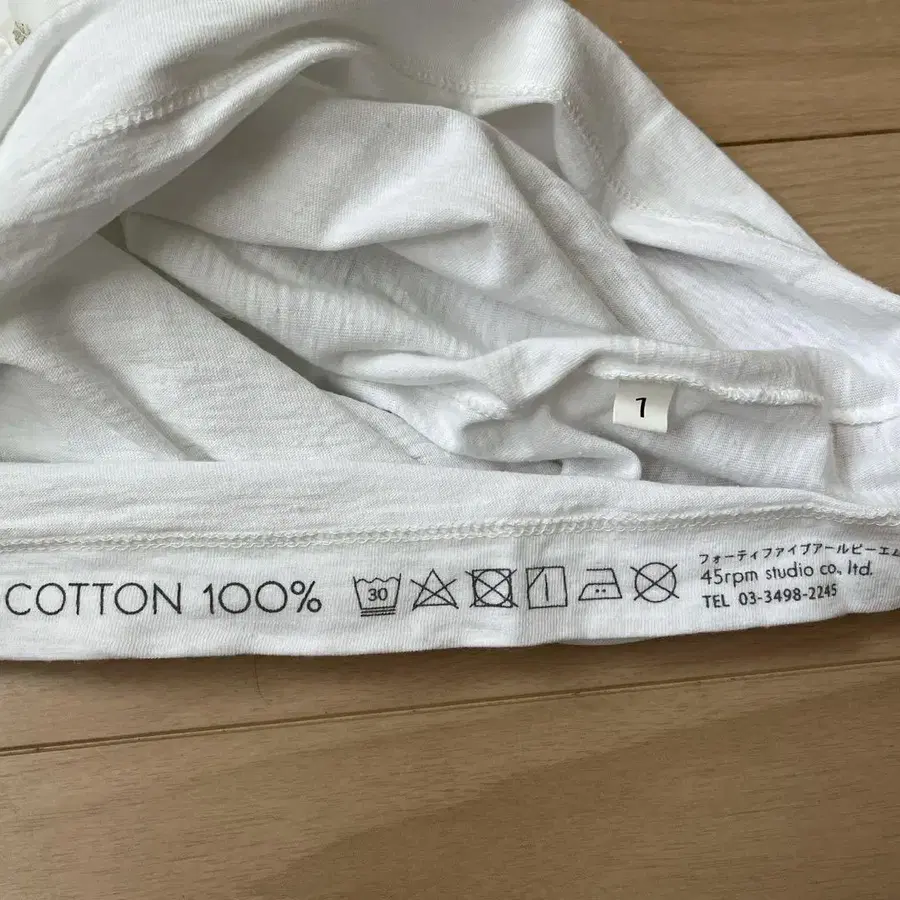 1
COTTON 100%
30
フォーティファイブアールピーエム
45rpm studio co., ltd.
TEL 03-3498-2245